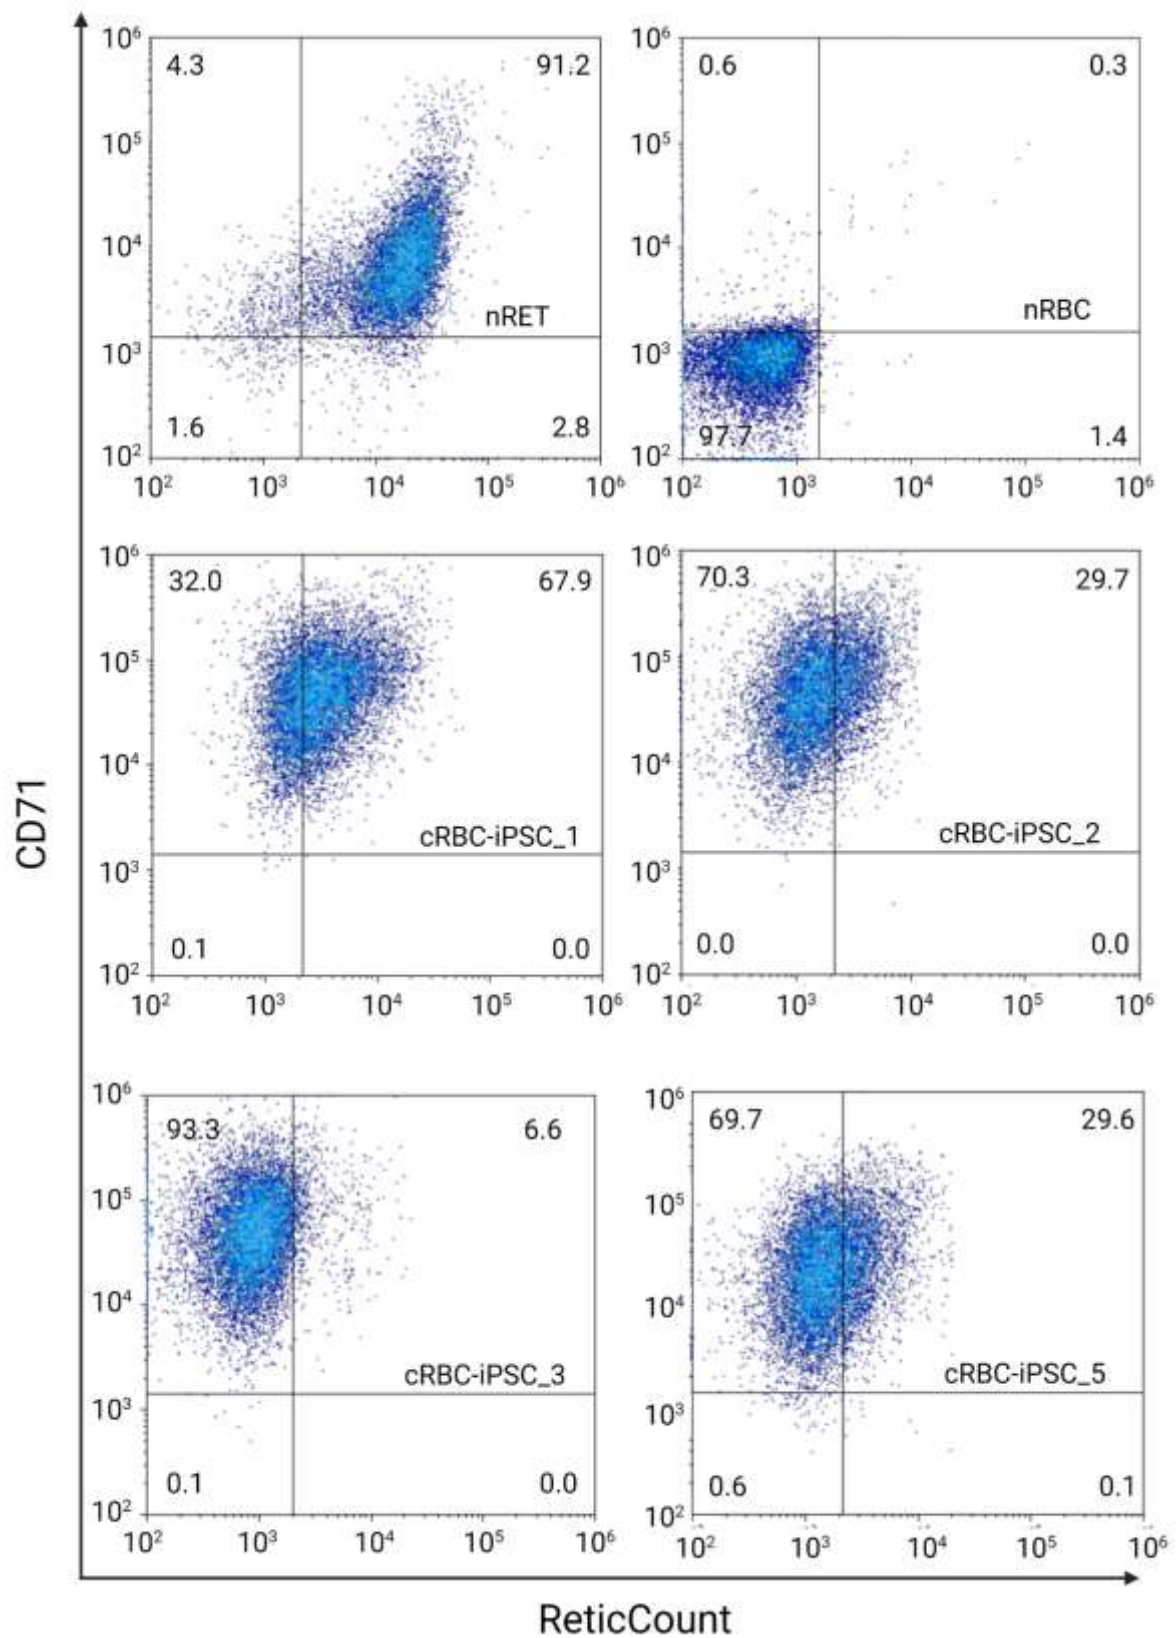 10⁶ 4.3 91.2
10⁵
10⁴
nRET
10³
1.6 2.8
10²
10² 10³ 10⁴ 10⁵ 10⁶
10⁶ 0.6 0.3
10⁵
10⁴
nRBC
10³
97.7 1.4
10²
10² 10³ 10⁴ 10⁵ 10⁶
10⁶ 32.0 67.9
10⁵
10⁴
cRBC-iPSC_1
10³
0.1 0.0
10²
10² 10³ 10⁴ 10⁵ 10⁶
10⁶ 70.3 29.7
10⁵
10⁴
cRBC-iPSC_2
10³
0.0 0.0
10²
10² 10³ 10⁴ 10⁵ 10⁶
10⁶ 93.3 6.6
10⁵
10⁴
cRBC-iPSC_3
10³
0.1 0.0
10²
10² 10³ 10⁴ 10⁵ 10⁶
10⁶ 69.7 29.6
10⁵
10⁴
cRBC-iPSC_5
10³
0.6 0.1
10²
10² 10³ 10⁴ 10⁵ 10⁶
CD71
ReticCount